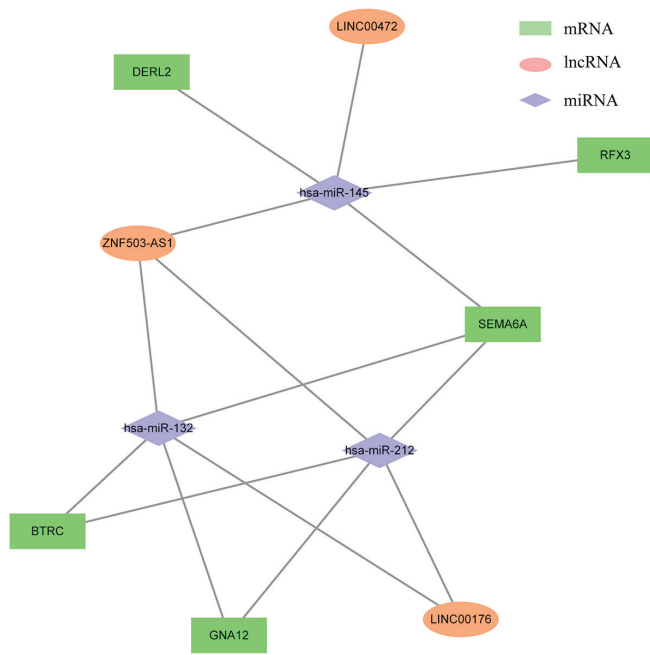 LINC00472
mRNA
DERL2
lncRNA
miRNA
RFX3
hsa-miR-145
ZNF503-AS1
SEMA6A
hsa-miR-132
hsa-miR-212
BTRC
LINC00176
GNA12